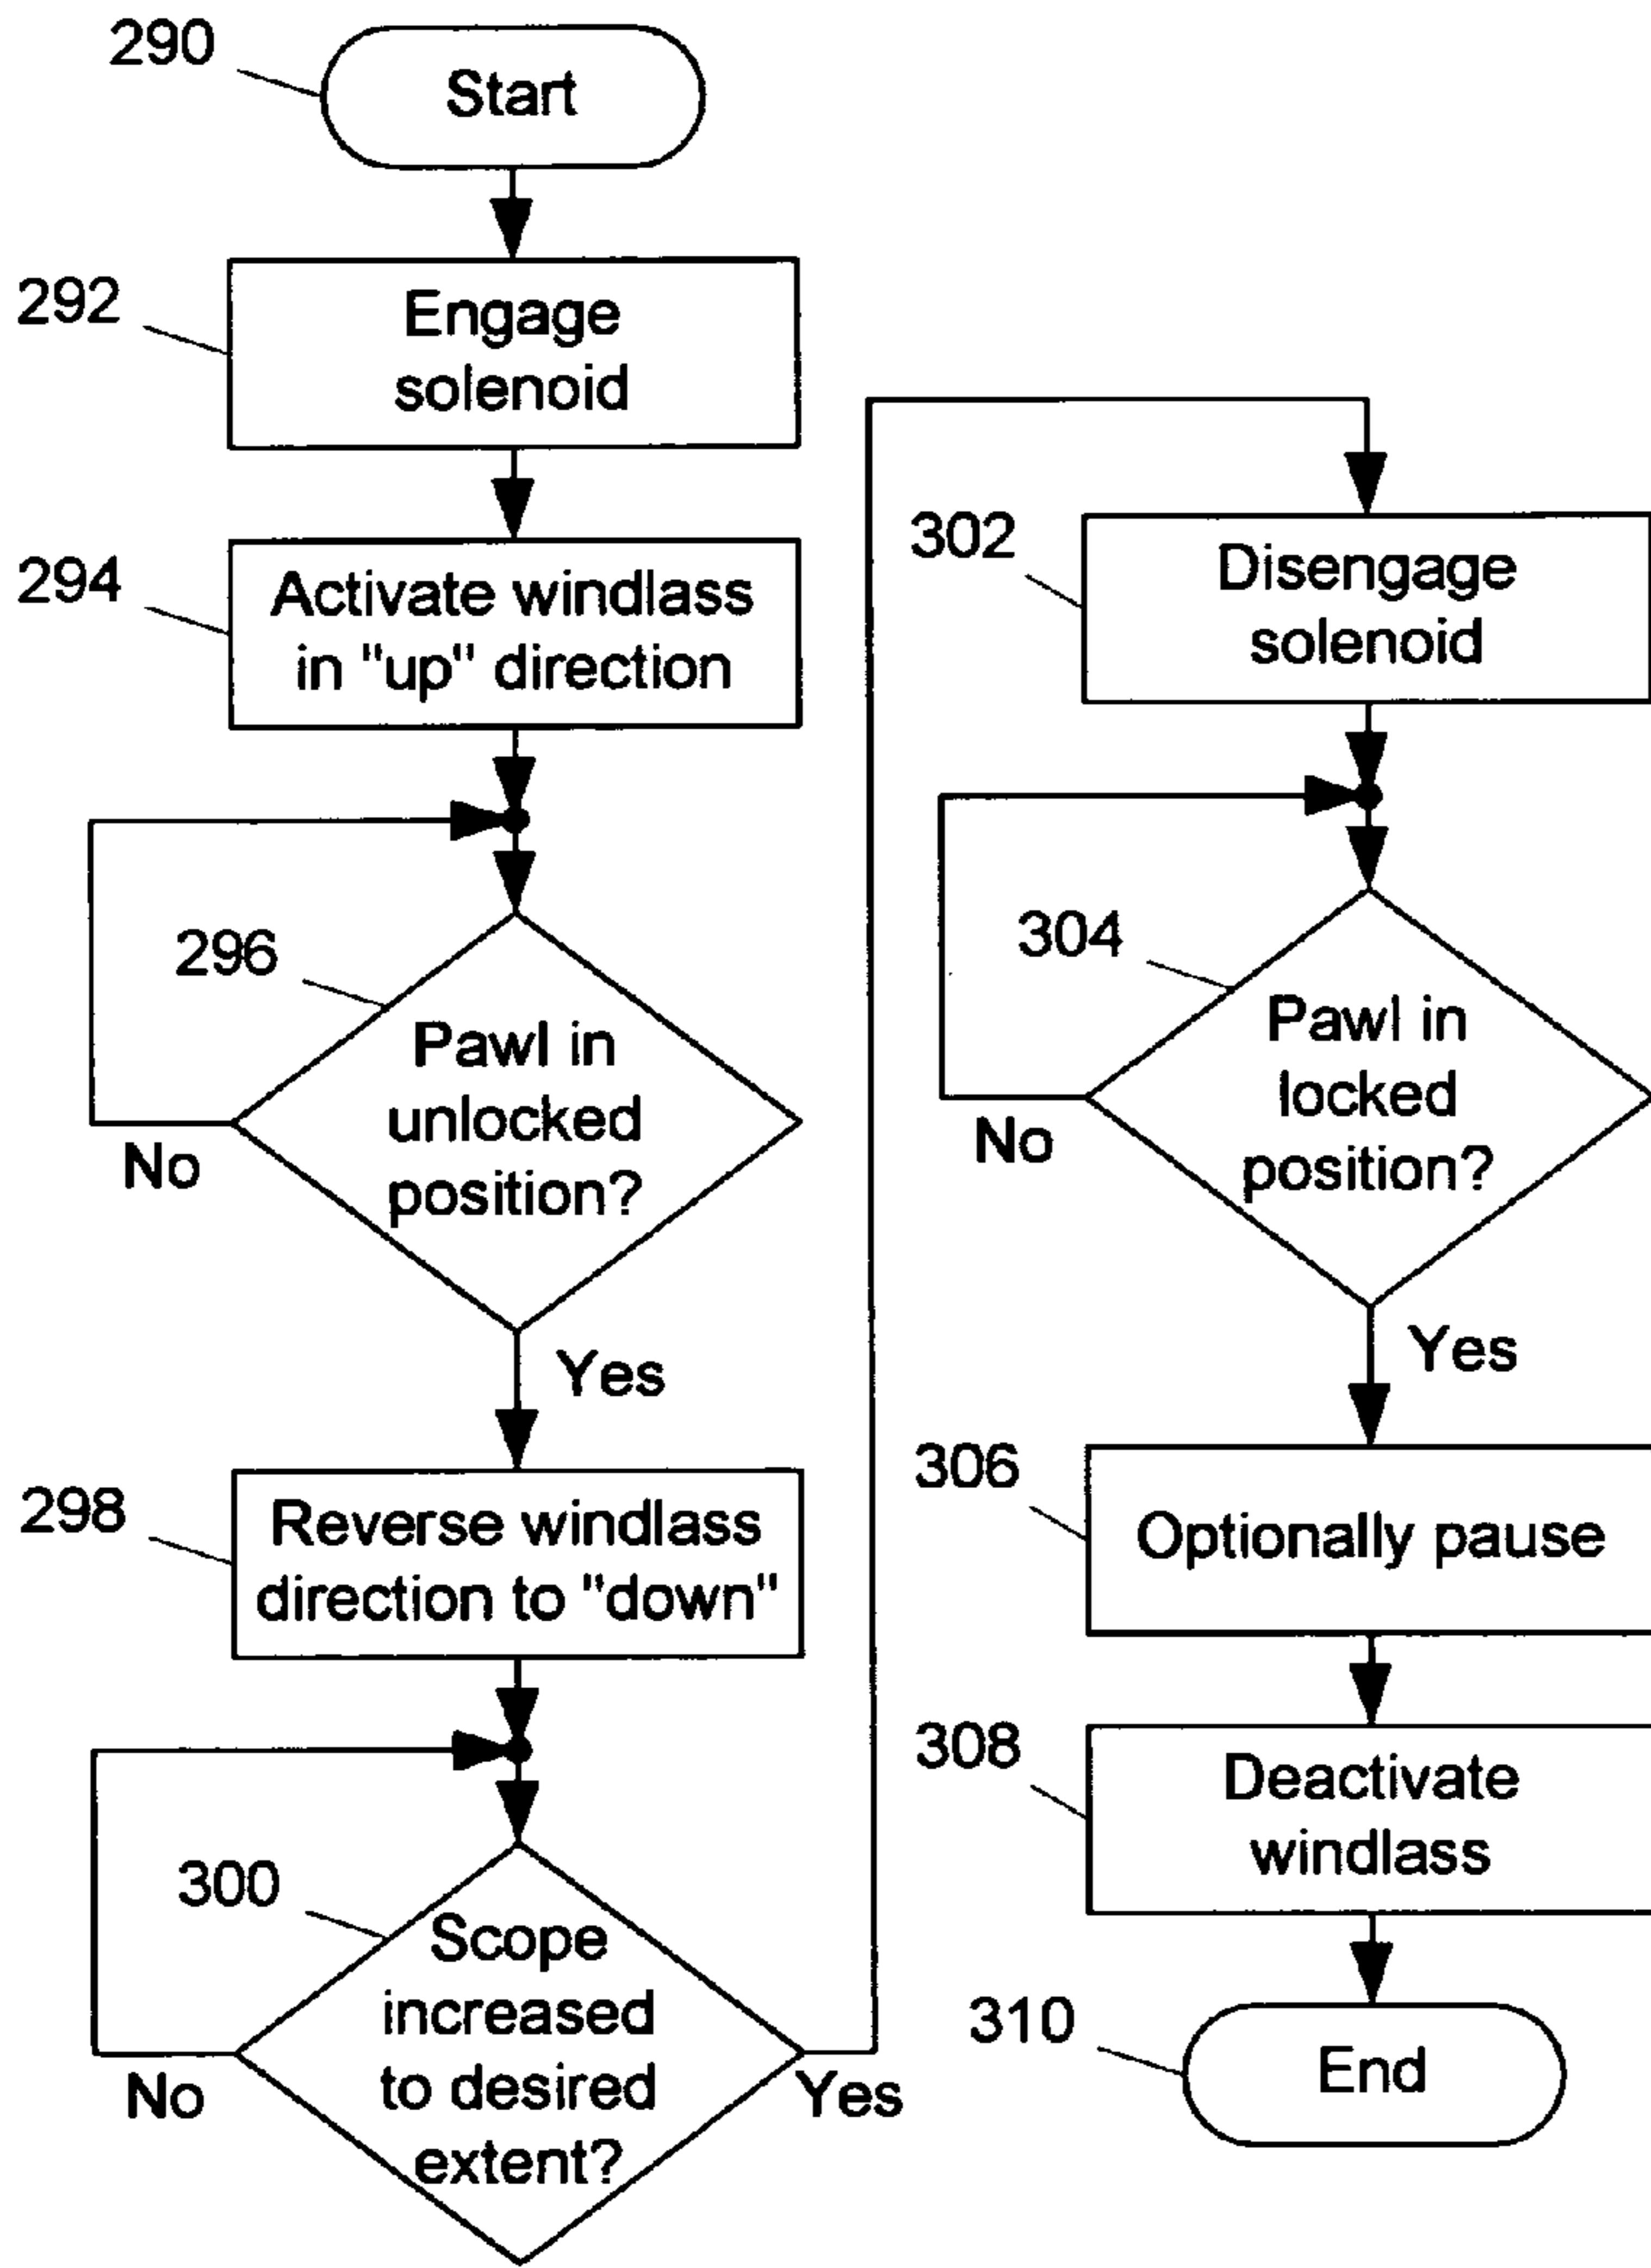 290
Start
292
Engage
solenoid
294
Activate windlass
in "up" direction
296
Pawl in
unlocked
position?
No
Yes
298
Reverse windlass
direction to "down"
300
Scope
increased
to desired
extent?
No
Yes
302
Disengage
solenoid
304
Pawl in
locked
position?
No
Yes
306
Optionally pause
308
Deactivate
windlass
310
End